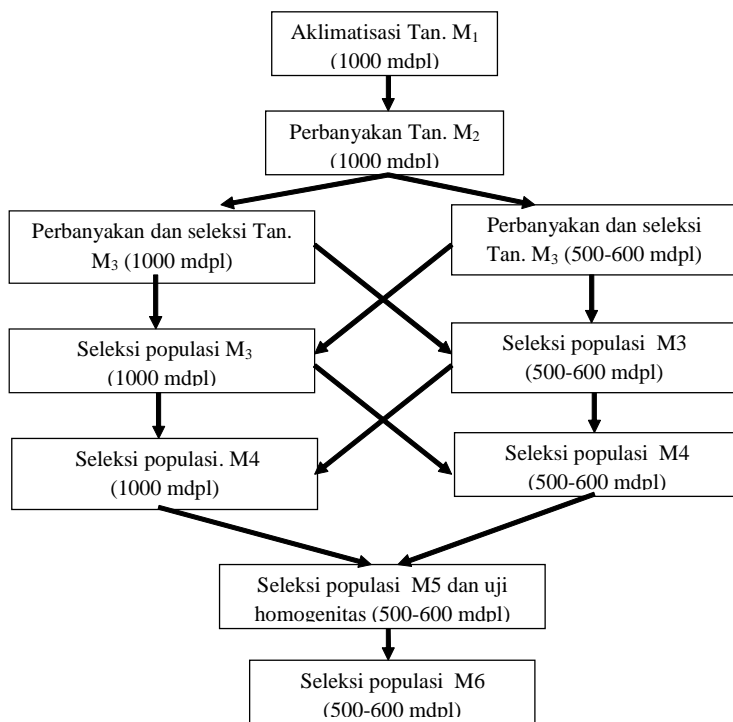 Aklimatisasi Tan. M₁
(1000 mdpl)
Perbanyakan Tan. M₂
(1000 mdpl)
Perbanyakan dan seleksi Tan.
M₃ (1000 mdpl)
Perbanyakan dan seleksi
Tan. M₃ (500-600 mdpl)
Seleksi populasi M₃
(1000 mdpl)
Seleksi populasi M3
(500-600 mdpl)
Seleksi populasi. M4
(1000 mdpl)
Seleksi populasi M4
(500-600 mdpl)
Seleksi populasi M5 dan uji
homogenitas (500-600 mdpl)
Seleksi populasi M6
(500-600 mdpl)